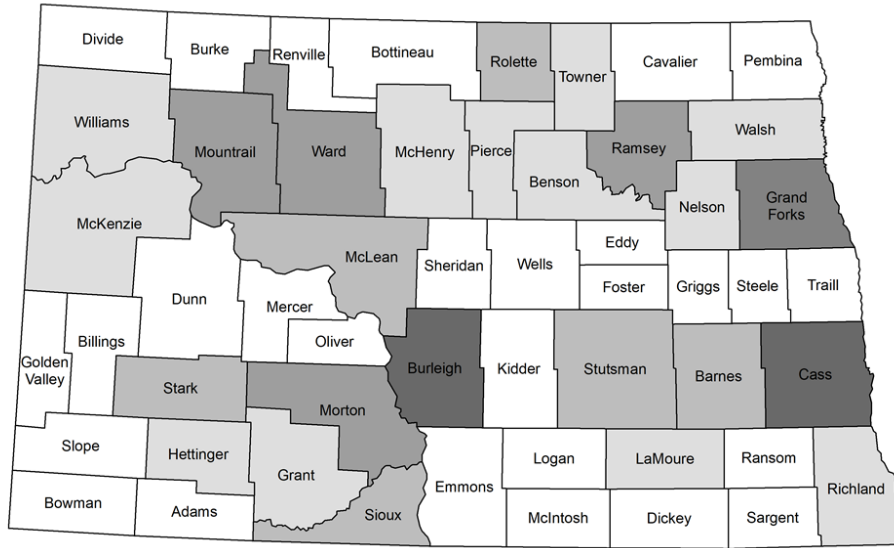 Divide
Burke
Renville
Bottineau
Rolette
Towner
Cavalier
Pembina
Williams
Mountrail
Ward
McHenry
Pierce
Benson
Ramsey
Walsh
McKenzie
Nelson
Grand
Forks
McLean
Sheridan
Wells
Eddy
Foster
Griggs
Steele
Traill
Dunn
Mercer
Oliver
Golden
Valley
Billings
Stark
Morton
Burleigh
Kidder
Stutsman
Barnes
Cass
Slope
Hettinger
Grant
Sioux
Emmons
Logan
LaMoure
Ransom
Richland
Bowman
Adams
McIntosh
Dickey
Sargent